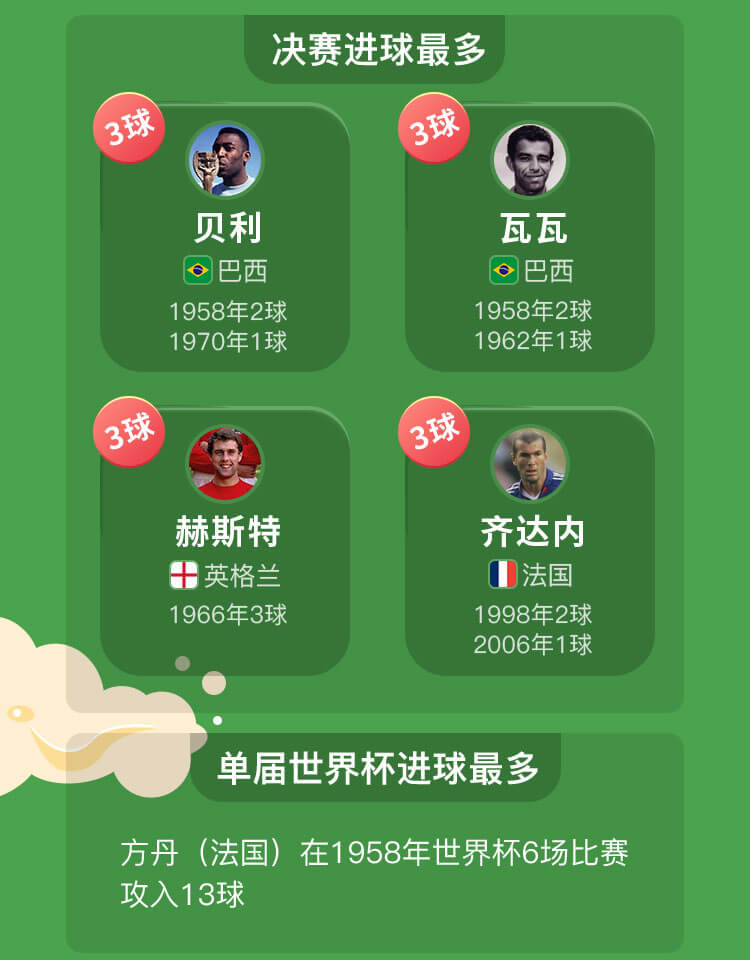 决赛进球最多
3球
贝利
巴西
1958年2球
1970年1球
3球
瓦瓦
巴西
1958年2球
1962年1球
3球
赫斯特
英格兰
1966年3球
3球
齐达内
法国
1998年2球
2006年1球
单届世界杯进球最多
方丹（法国）在1958年世界杯6场比赛
攻入13球